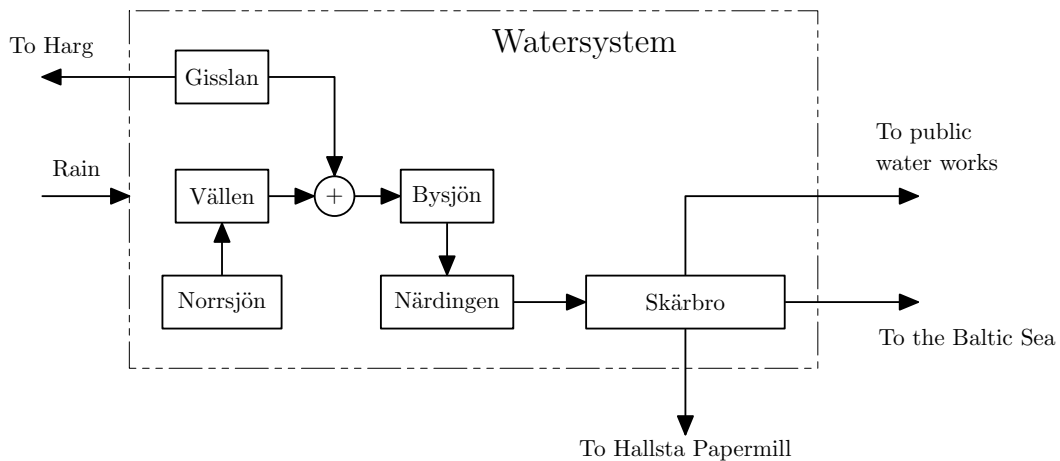 Watersystem
To Harg
Gisslan
Rain
Vällen
+
Bysjön
To public
water works
Norrsjön
Närdingen
Skärbro
To the Baltic Sea
To Hallsta Papermill